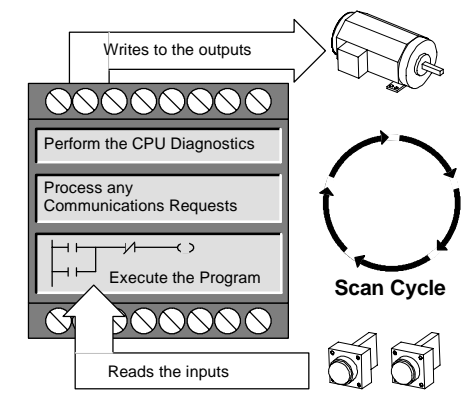 Writes to the outputs
Perform the CPU Diagnostics
Process any
Communications Requests
Execute the Program
Scan Cycle
Reads the inputs